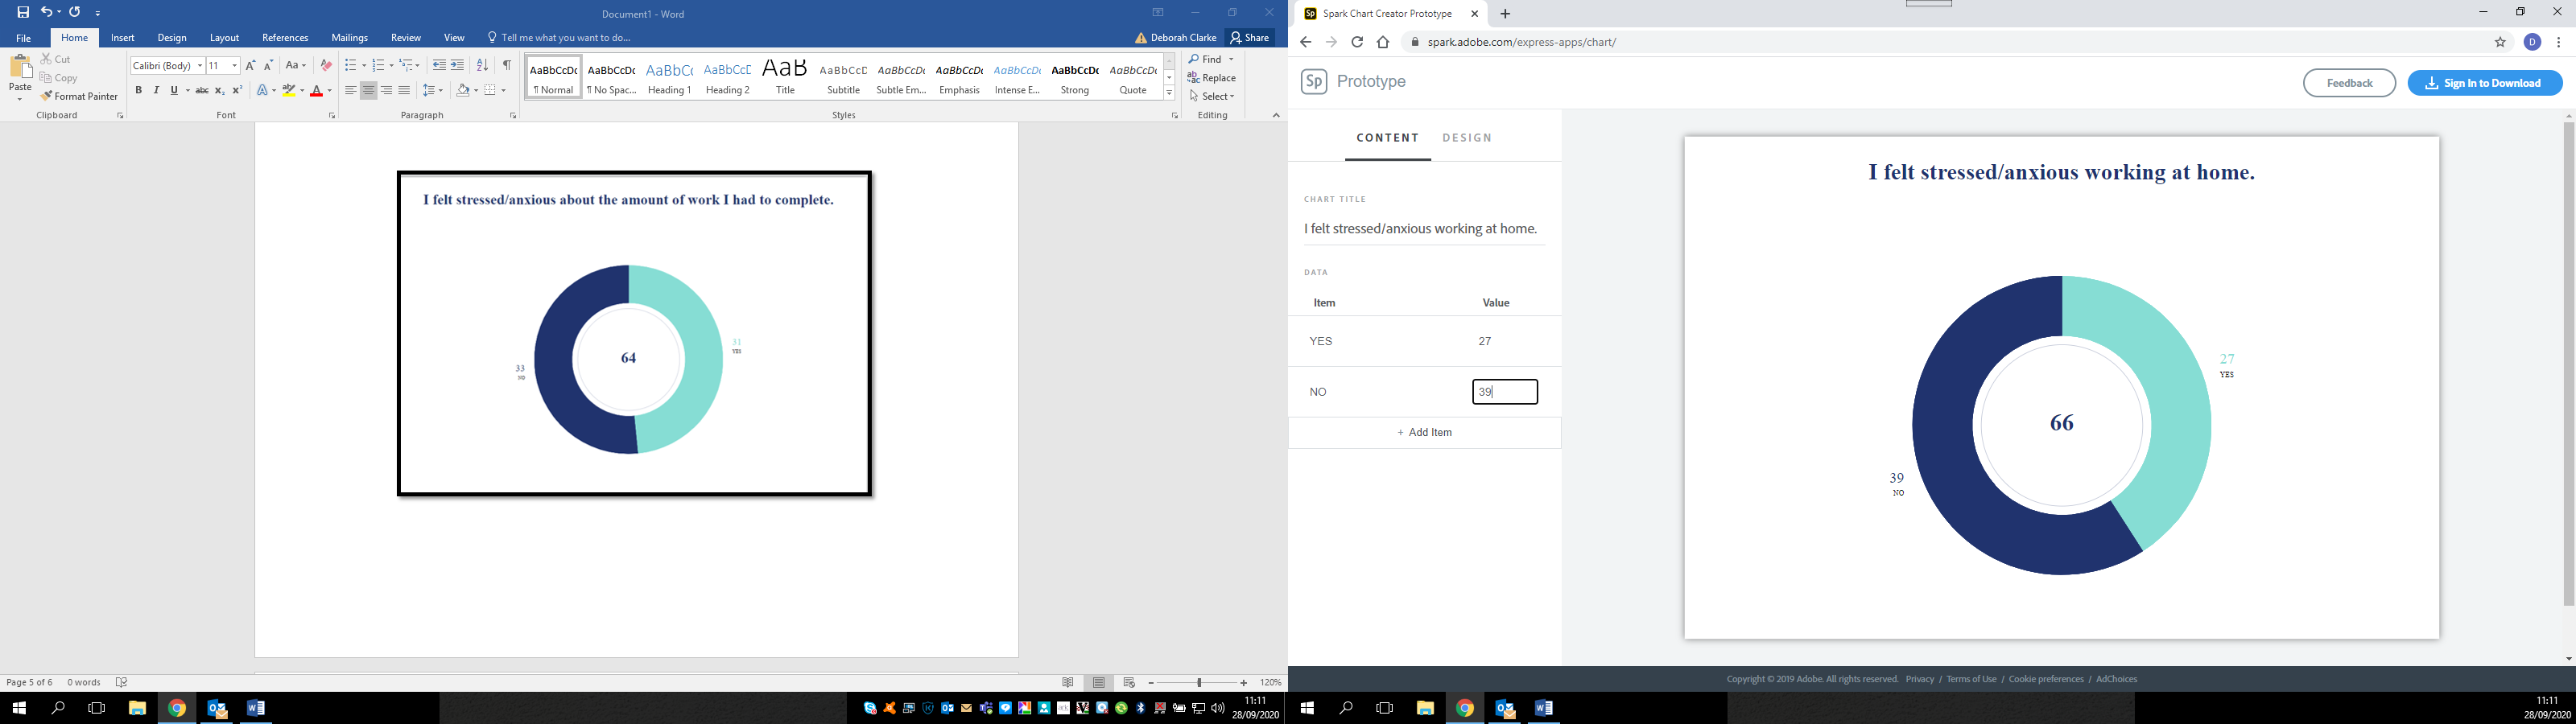 Document1 - Word
File Home Insert Design Layout References Mailings Review View Tell me what you want to do... Deborah Clarke Share
Paste
Cut
Copy
Format Painter
Clipboard
Calibri (Body) 11
Font
Paragraph
AaBbCcDc AaBbCcDc AaBbCc AaBbCcD AaB AaBbCcD AaBbCcDc AaBbCcDc AaBbCcDc AaBbCcDc AaBbCcDc
¶ Normal ¶ No Spac... Heading 1 Heading 2 Title Subtitle Subtle Em... Emphasis Intense E... Strong Quote
Styles
Find
Replace
Select
Editing
I felt stressed/anxious about the amount of work I had to complete.
31
YES
64
33
NO
Page 5 of 6 0 words
120%
11:11
28/09/2020
Spark Chart Creator Prototype
spark.adobe.com/express-apps/chart/
D
Sp Prototype
Feedback
Sign In to Download
CONTENT DESIGN
CHART TITLE
I felt stressed/anxious working at home.
DATA
Item Value
YES 27
NO 39
+ Add Item
I felt stressed/anxious working at home.
27
YES
66
39
NO
Copyright © 2019 Adobe. All rights reserved. Privacy / Terms of Use / Cookie preferences / AdChoices
11:11
28/09/2020